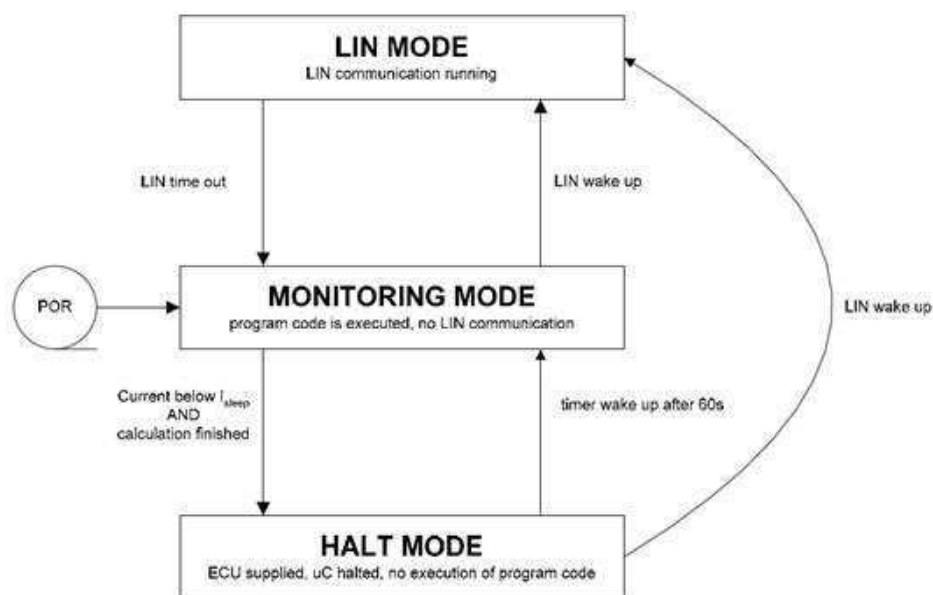 LIN MODE
LIN communication running
LIN time out
LIN wake up
POR
MONITORING MODE
program code is executed, no LIN communication
LIN wake up
Current below Isleep
AND
calculation finished
timer wake up after 60s
HALT MODE
ECU supplied, uC halted, no execution of program code